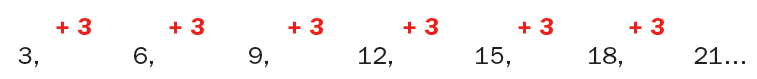 + 3 + 3 + 3 + 3 + 3 + 3
3, 6, 9, 12, 15, 18, 21...